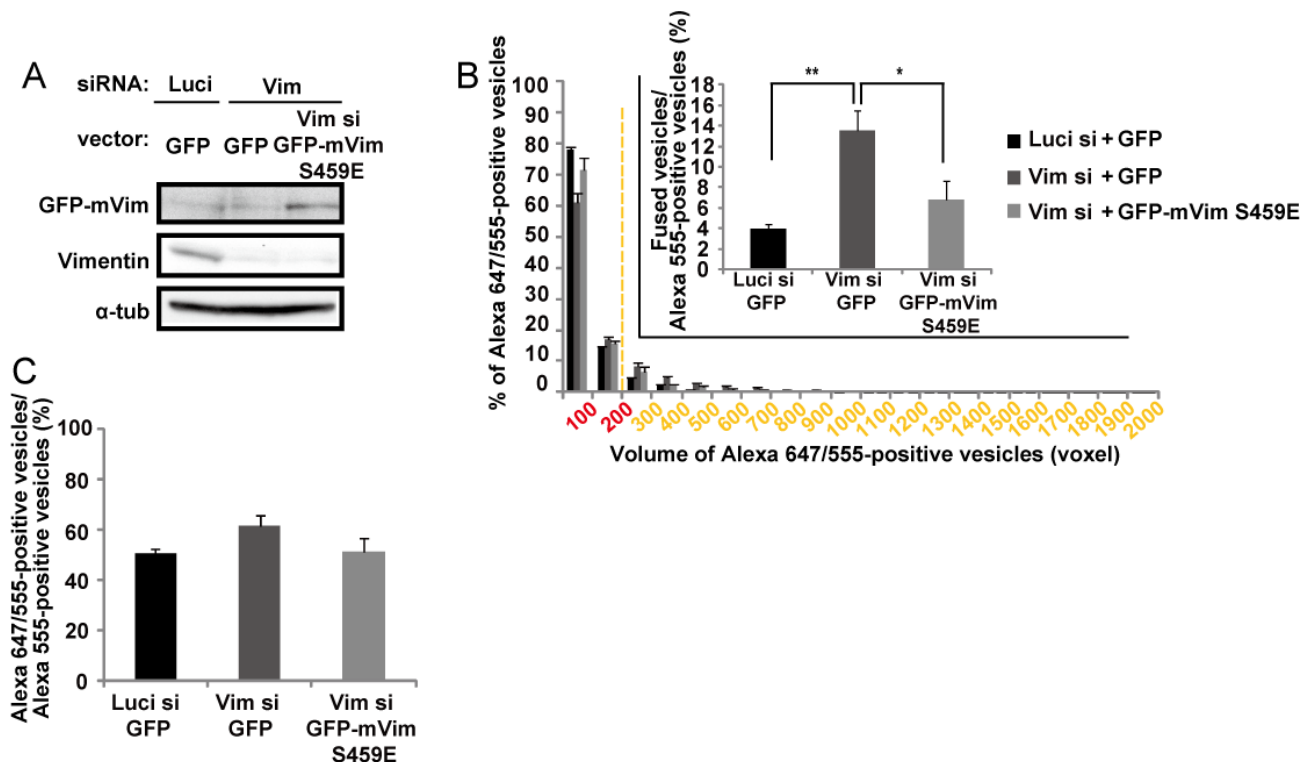 A
siRNA: Luci Vim
vector: GFP GFP Vim si
GFP-mVim
S459E
GFP-mVim
Vimentin
α-tub
B
% of Alexa 647/555-positive vesicles
100
90
80
70
60
50
40
30
20
10
0
100 200 300 400 500 600 700 800 900 1000 1100 1200 1300 1400 1500 1600 1700 1800 1900 2000
Volume of Alexa 647/555-positive vesicles (voxel)
Fused vesicles/
Alexa 555-positive vesicles (%)
18
16
14
12
10
8
6
4
2
0
** *
Luci si
GFP
Vim si
GFP
Vim si
GFP-mVim
S459E
Luci si + GFP
Vim si + GFP
Vim si + GFP-mVim S459E
C
Alexa 647/555-positive vesicles/
Alexa 555-positive vesicles (%)
100
80
60
40
20
0
Luci si
GFP
Vim si
GFP
Vim si
GFP-mVim
S459E